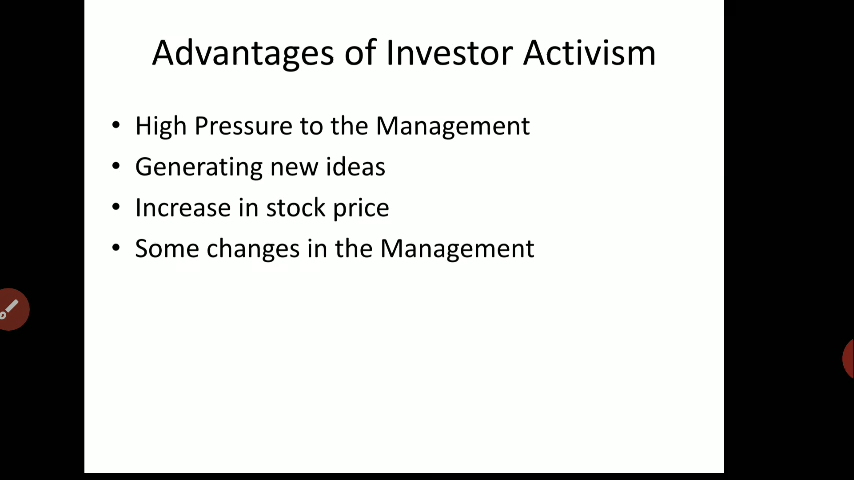 Advantages of Investor Activism
• High Pressure to the Management
• Generating new ideas
• Increase in stock price
• Some changes in the Management